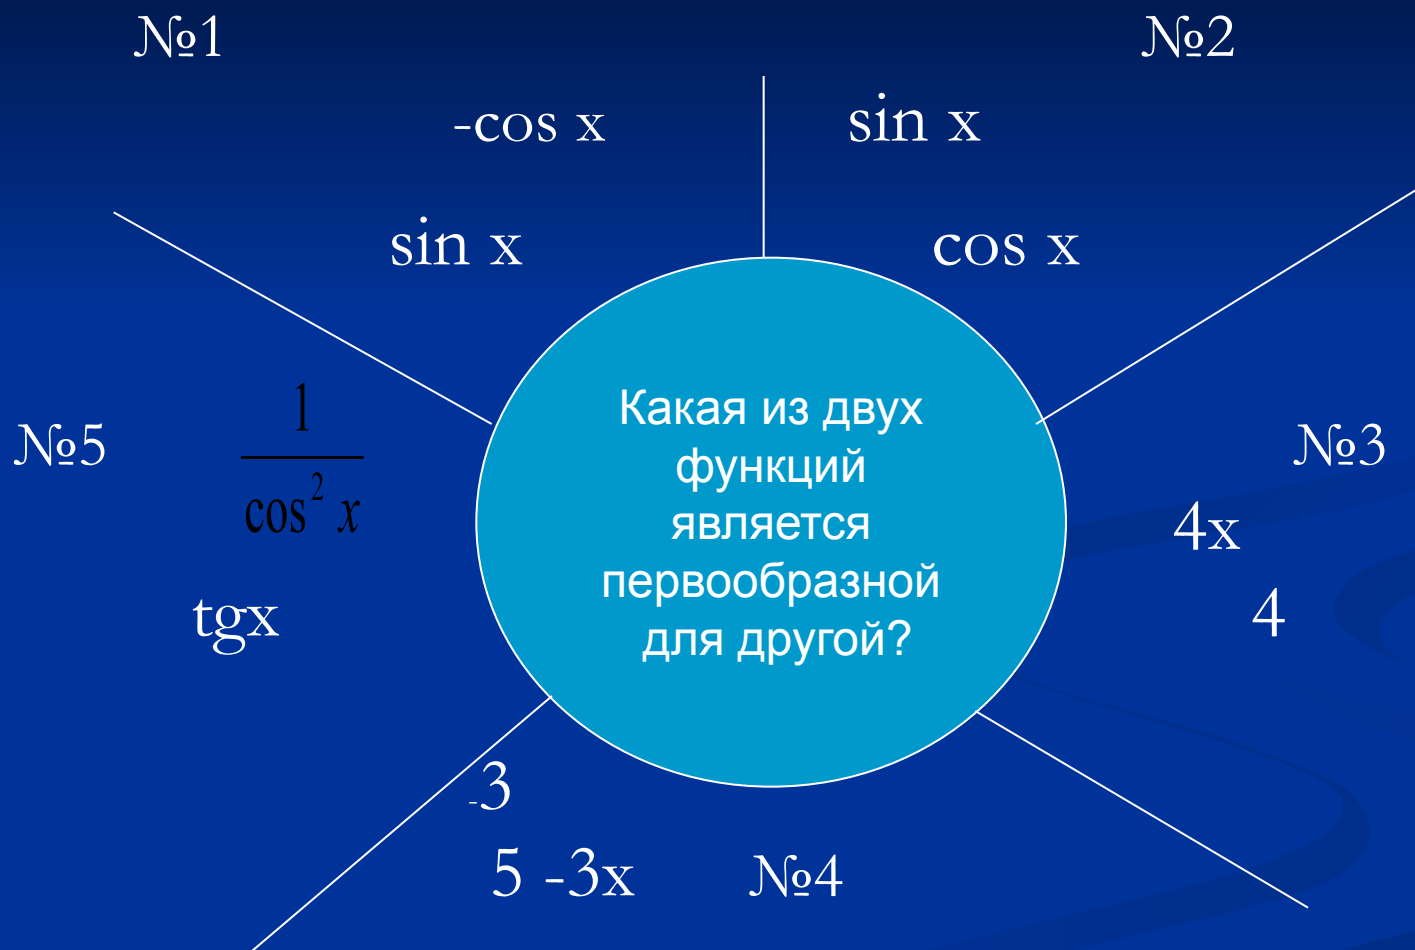 №1
-cos x
sin x
№2
sin x
cos x
Какая из двух
функций
является
первообразной
для другой?
№3
4x
4
-3
5 -3x
№4
№5
1
cos² x
tgx